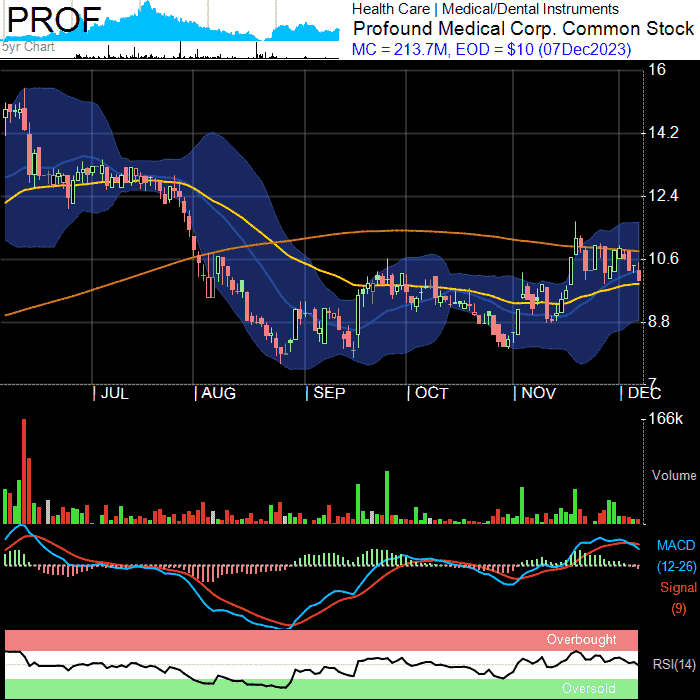 PROF
5yr Chart
Health Care | Medical/Dental Instruments
Profound Medical Corp. Common Stock
MC = 213.7M, EOD = $10 (07Dec2023)
16
14.2
12.4
10.6
8.8
7
| JUL | AUG | SEP | OCT | NOV | DEC
166k
Volume
MACD
(12-26)
Signal
(9)
Overbought
RSI(14)
Oversold